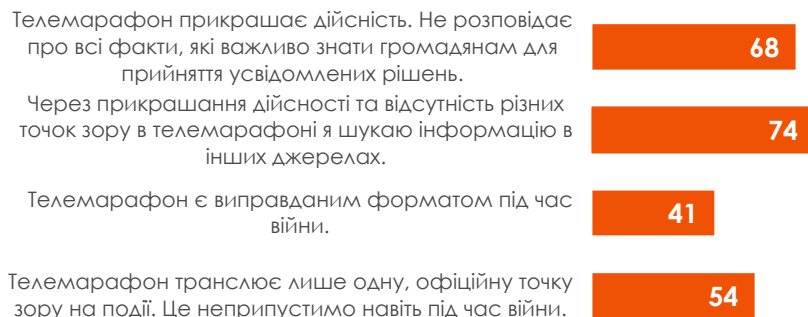 Телемарафон прикрашає дійсність. Не розповідає
про всі факти, які важливо знати громадянам для
прийняття усвідомлених рішень.
68
Через прикрашання дійсності та відсутність різних
точок зору в телемарафоні я шукаю інформацію в
інших джерелах.
74
Телемарафон є виправданим форматом під час
війни.
41
Телемарафон транслює лише одну, офіційну точку
зору на події. Це неприпустимо навіть під час війни.
54